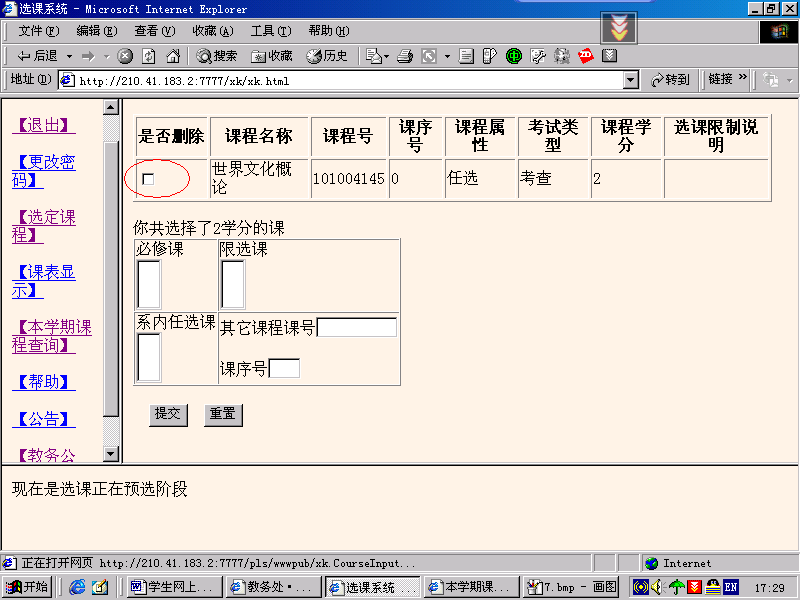 选课系统 - Microsoft Internet Explorer
文件(F) 编辑(E) 查看(V) 收藏(A) 工具(T) 帮助(H)
后退 搜索 收藏 历史
地址(D) http://210.41.183.2:7777/xk/xk.html 转到 链接 »
【退出】
【更改密
码】
【选定课
程】
【课表显
示】
【本学期课
程查询】
【帮助】
【公告】
【教务公
是否删除 课程名称 课程号 课序
号 课程属
性 考试类
型 课程学
分 选课限制说
明
世界文化概
论 101004145 0 任选 考查 2
你共选择了2学分的课
必修课 限选课
系内任选课 其它课程课号
课序号
提交 重置
现在是选课正在预选阶段
正在打开网页 http://210.41.183.2:7777/pls/wwwpub/xk.CourseInput... Internet
开始 学生网上... 教务处·... 选课系统 ... 本学期课... 7.bmp - 画图 EN 17:29